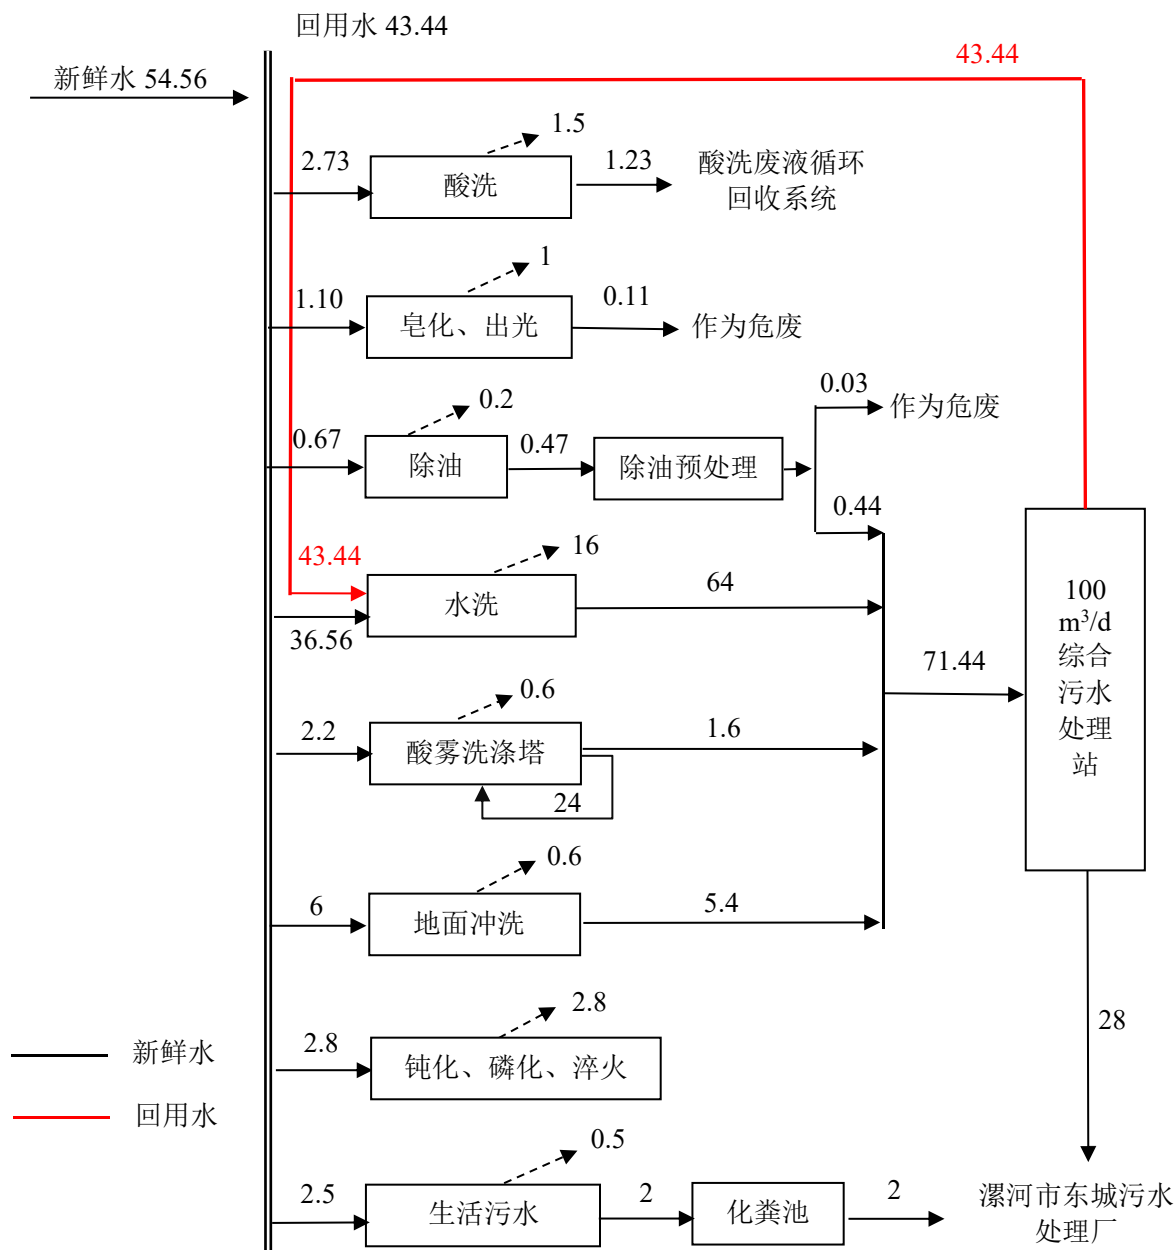 回用水 43.44
新鲜水 54.56
43.44
2.73
酸洗
1.5
1.23
酸洗废液循环
回收系统
1.10
皂化、出光
1
0.11
作为危废
0.67
除油
0.2
0.47
除油预处理
0.03
作为危废
0.44
43.44
36.56
水洗
16
64
71.44
100
m³/d
综合
污水
处理
站
2.2
酸雾洗涤塔
0.6
1.6
24
6
地面冲洗
0.6
5.4
28
2.8
钝化、磷化、淬火
2.8
新鲜水
回用水
2.5
生活污水
0.5
2
化粪池
2
漯河市东城污水
处理厂